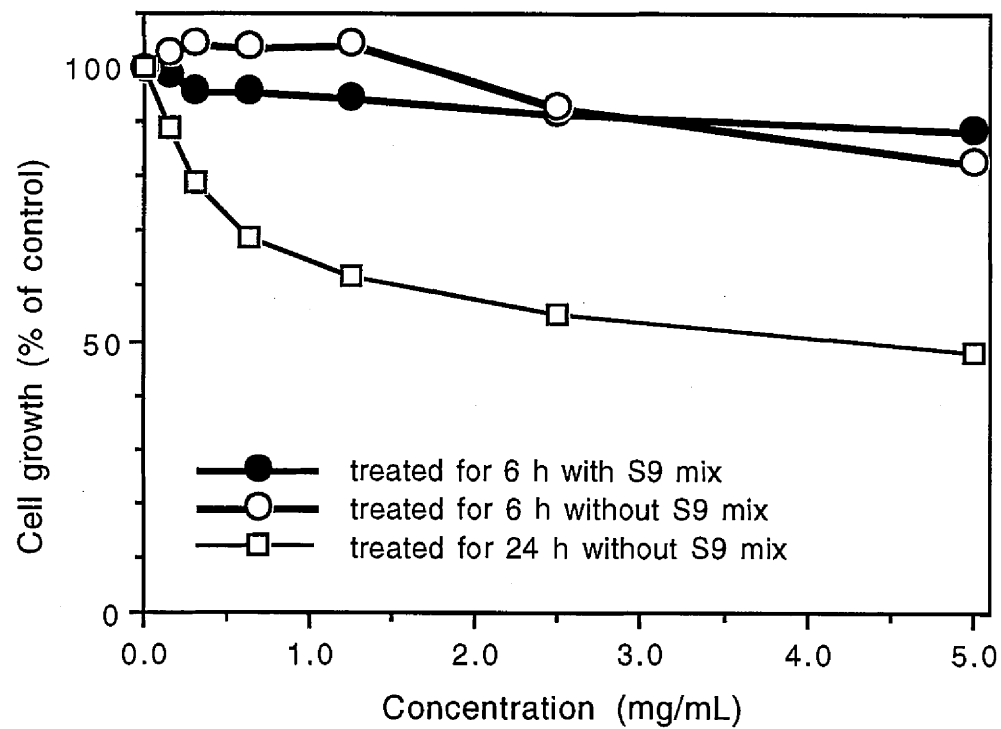 Cell growth (% of control)
100
50
0
treated for 6 h with S9 mix
treated for 6 h without S9 mix
treated for 24 h without S9 mix
0.0 1.0 2.0 3.0 4.0 5.0
Concentration (mg/mL)